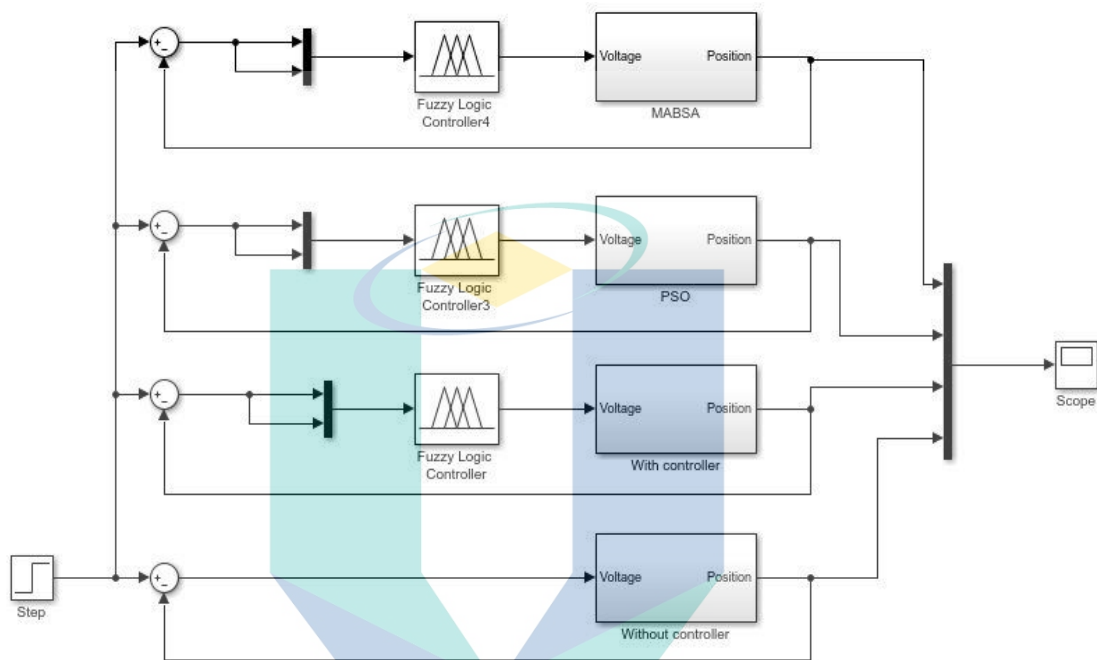 Voltage Position
Fuzzy Logic
Controller4
MABSA
Voltage Position
Fuzzy Logic
Controller3
PSO
Voltage Position
Fuzzy Logic
Controller
With controller
Scope
Voltage Position
Step
Without controller